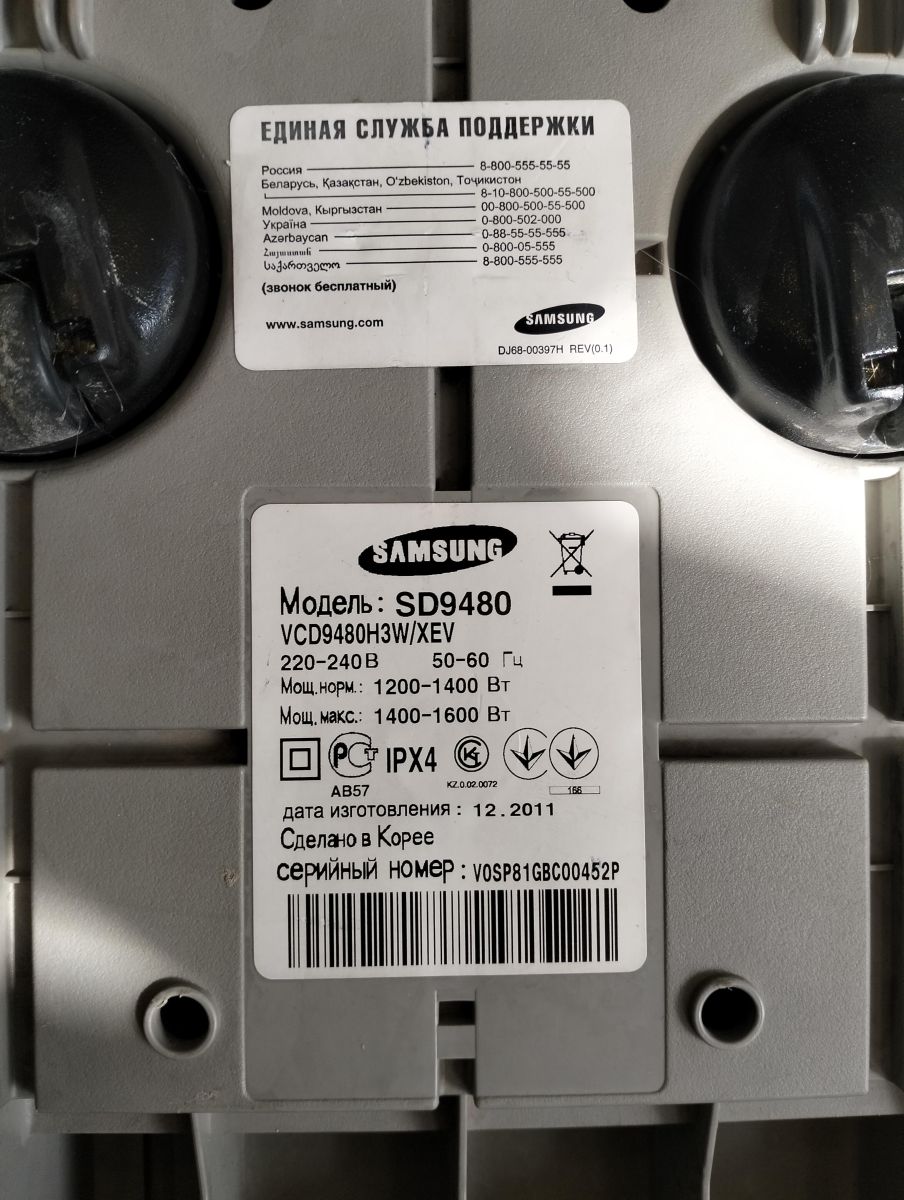 ЕДИНАЯ СЛУЖБА ПОДДЕРЖКИ
Россия 8-800-555-55-55
Беларусь, Қазақстан, O'zbekiston, Тоҷикистон
8-10-800-500-55-500
Moldova, Кыргызстан 00-800-500-55-500
Україна 0-800-502-000
Azərbaycan 0-88-55-55-555
Հայաստան 0-800-05-555
საქართველო 8-800-555-555
(звонок бесплатный)
www.samsung.com
SAMSUNG
DJ68-00397H REV(0.1)
SAMSUNG
Модель: SD9480
VCD9480H3W/XEV
220-240В 50-60 Гц
Мощ.норм.: 1200-1400 Вт
Мощ.макс.: 1400-1600 Вт
РСТ IPX4
АВ57 KZ.0.02.0072 166
дата изготовления : 12.2011
Сделано в Корее
серийный номер : V0SP81GBC00452P